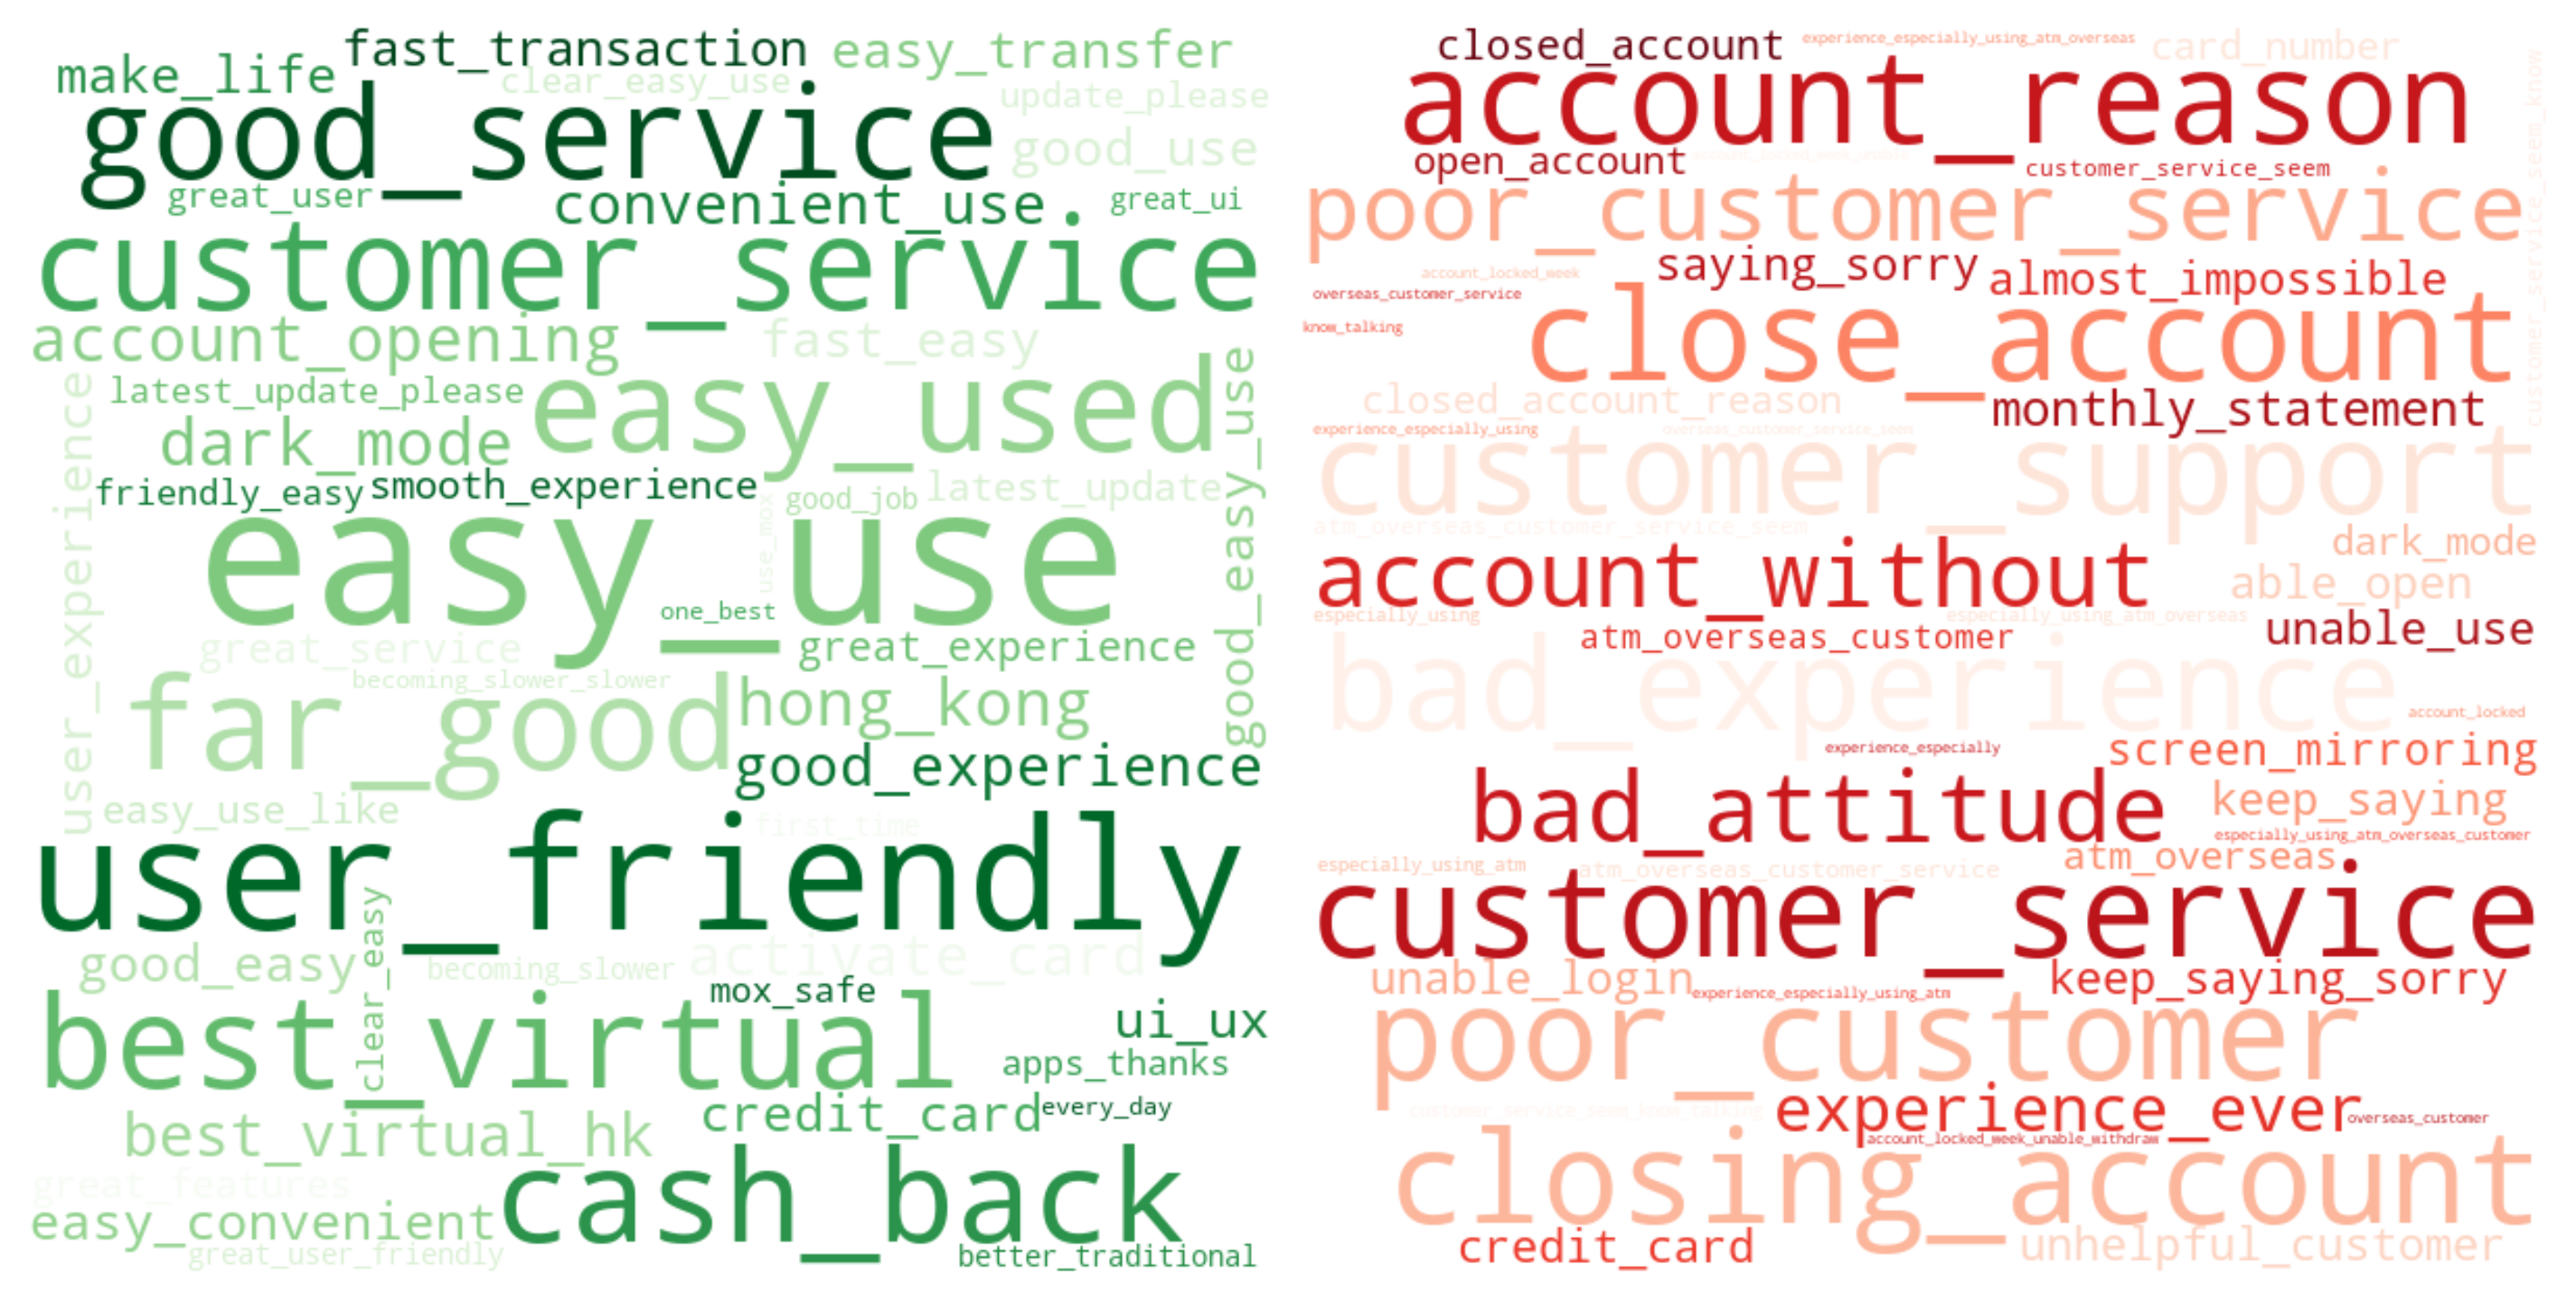 fast_transaction
easy_transfer
make_life
clear_easy_use
update_please
good_service
good_use
great_user
convenient_use
great_ui
customer_service
account_opening
fast_easy
latest_update_please
easy_used
good_easy_use
user_experience
dark_mode
friendly_easy
smooth_experience
good_job
latest_update
use_mox
easy_use
one_best
great_service
great_experience
becoming_slower_slower
far_good
hong_kong
good_experience
easy_use_like
first_time
user_friendly
clear_easy
good_easy
becoming_slower
activate_card
mox_safe
best_virtual
ui_ux
apps_thanks
credit_card
every_day
best_virtual_hk
cash_back
great_features
easy_convenient
great_user_friendly
better_traditional
closed_account
experience_especially_using_atm_overseas
card_number
account_reason
open_account
account_locked_week_unable
customer_service_seem
customer_service_seem_know
poor_customer_service
saying_sorry
account_locked_week
almost_impossible
overseas_customer_service
know_talking
close_account
closed_account_reason
monthly_statement
experience_especially_using
overseas_customer_service_seem
customer_support
atm_overseas_customer_service_seem
dark_mode
account_without
able_open
especially_using
especially_using_atm_overseas
unable_use
atm_overseas_customer
bad_experience
account_locked
experience_especially
screen_mirroring
bad_attitude
keep_saying
especially_using_atm_overseas_customer
especially_using_atm
atm_overseas_customer_service
atm_overseas
customer_service
unable_login
experience_especially_using_atm
keep_saying_sorry
poor_customer
customer_service_seem_know_talking
experience_ever
overseas_customer
account_locked_week_unable_withdraw
closing_account
credit_card
unhelpful_customer